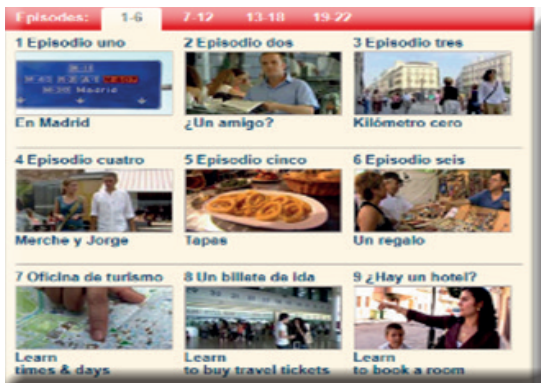 Episodes: 1-6 7-12 13-18 19-22
1 Episodio uno 2 Episodio dos 3 Episodio tres
Madrid
En Madrid ¿Un amigo? Kilómetro cero
4 Episodio cuatro 5 Episodio cinco 6 Episodio seis
Merche y Jorge Tapas Un regalo
7 Oficina de turismo 8 Un billete de ida 9 ¿Hay un hotel?
Learn Learn Learn
times & days to buy travel tickets to book a room